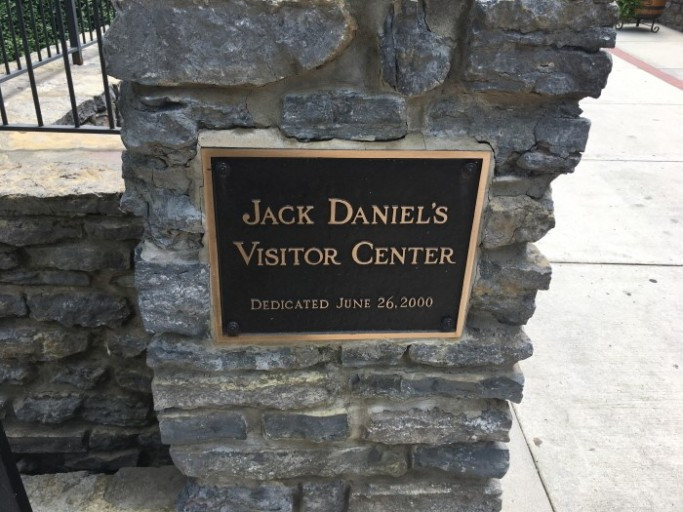 JACK DANIEL'S
VISITOR CENTER
DEDICATED JUNE 26, 2000